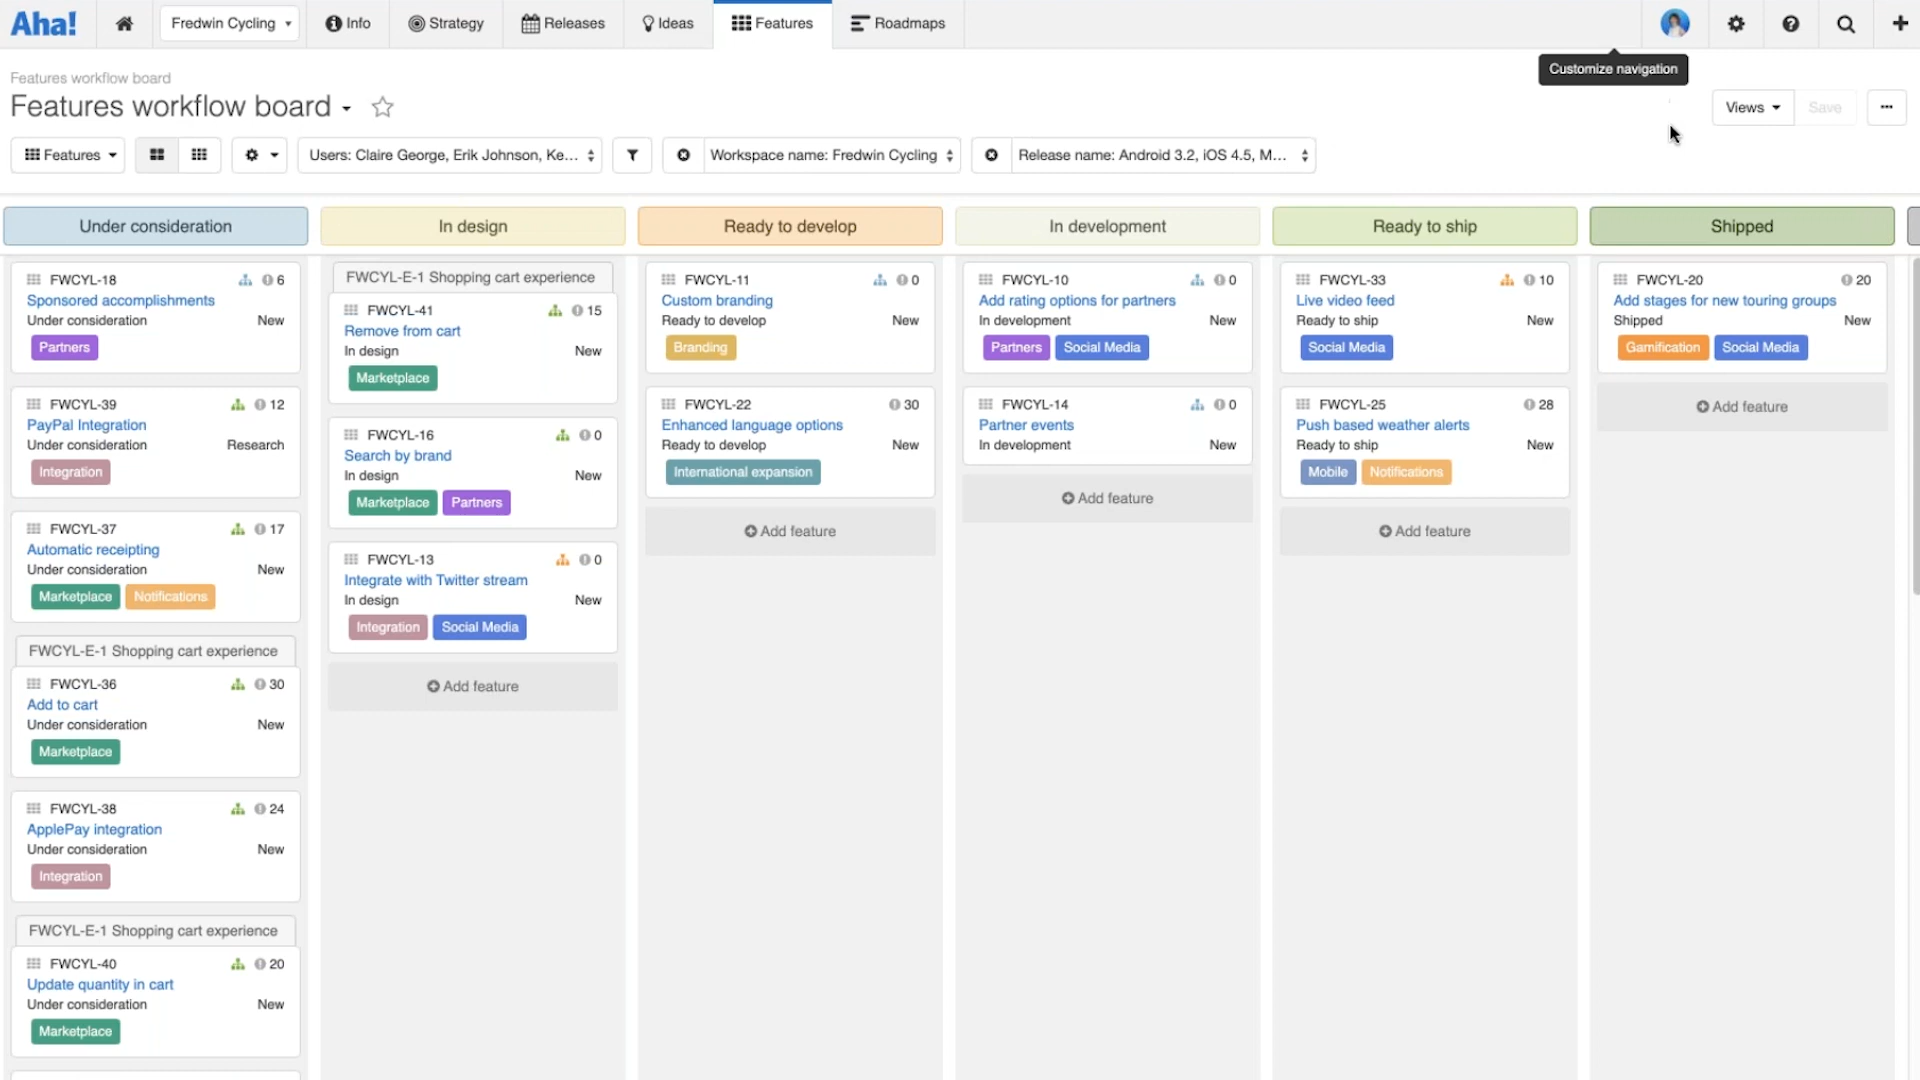 Aha!
Fredwin Cycling
Info
Strategy
Releases
Ideas
Features
Roadmaps
Customize navigation
Features workflow board
Features workflow board
Views
Save
Features
Users: Claire George, Erik Johnson, Ke...
Workspace name: Fredwin Cycling
Release name: Android 3.2, iOS 4.5, M...
Under consideration
FWCYL-18
6
Sponsored accomplishments
Under consideration
New
Partners
FWCYL-39
12
PayPal Integration
Under consideration
Research
Integration
FWCYL-37
17
Automatic receipting
Under consideration
New
Marketplace
Notifications
FWCYL-E-1 Shopping cart experience
FWCYL-36
30
Add to cart
Under consideration
New
Marketplace
FWCYL-38
24
ApplePay integration
Under consideration
New
Integration
FWCYL-E-1 Shopping cart experience
FWCYL-40
20
Update quantity in cart
Under consideration
New
Marketplace
In design
FWCYL-E-1 Shopping cart experience
FWCYL-41
15
Remove from cart
In design
New
Marketplace
FWCYL-16
0
Search by brand
In design
New
Marketplace
Partners
FWCYL-13
0
Integrate with Twitter stream
In design
New
Integration
Social Media
Add feature
Ready to develop
FWCYL-11
0
Custom branding
Ready to develop
New
Branding
FWCYL-22
30
Enhanced language options
Ready to develop
New
International expansion
Add feature
In development
FWCYL-10
0
Add rating options for partners
In development
New
Partners
Social Media
FWCYL-14
0
Partner events
In development
New
Add feature
Ready to ship
FWCYL-33
10
Live video feed
Ready to ship
New
Social Media
FWCYL-25
28
Push based weather alerts
Ready to ship
New
Mobile
Notifications
Add feature
Shipped
FWCYL-20
20
Add stages for new touring groups
Shipped
New
Gamification
Social Media
Add feature